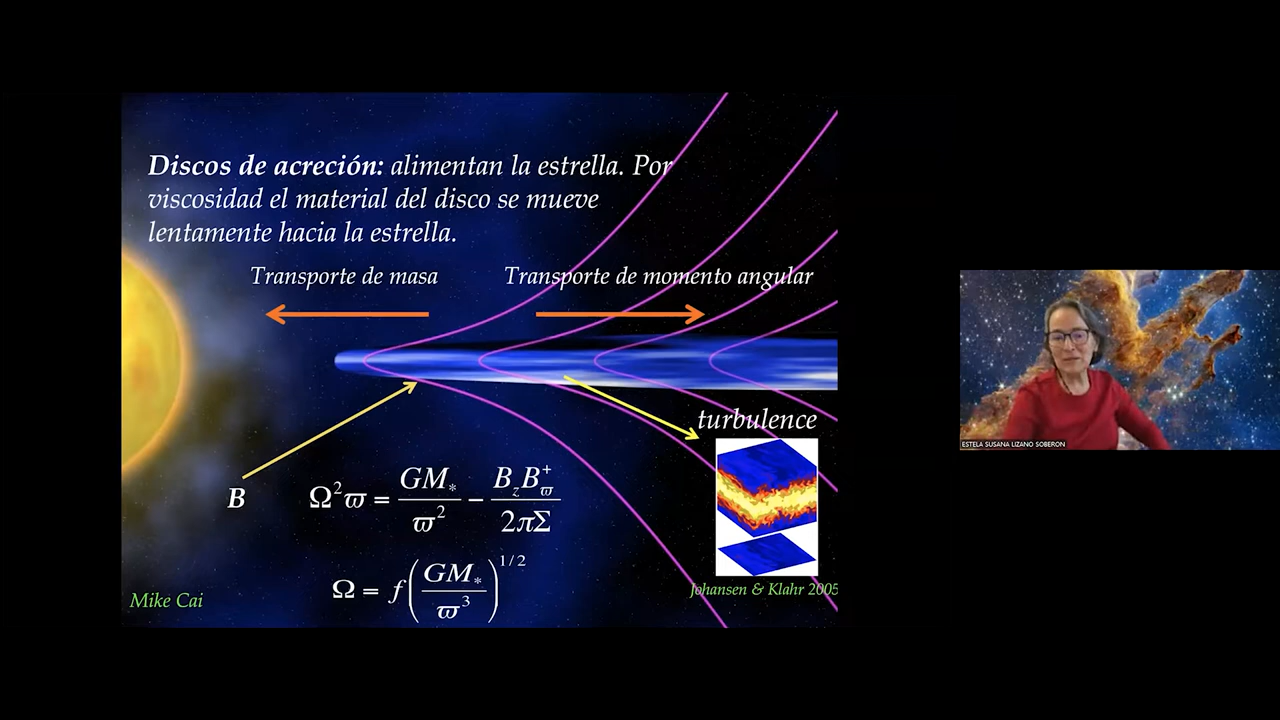 Discos de acreción: alimentan la estrella. Por
viscosidad el material del disco se mueve
lentamente hacia la estrella.
Transporte de masa
Transporte de momento angular
turbulence
B
Ω²ϖ = GM*/ϖ² − B_z B_ϖ⁺/2πΣ
Ω = f(GM*/ϖ³)^1/2
Johansen & Klahr 2005
Mike Cai
ESTELA SUSANA LIZANO SOBERON